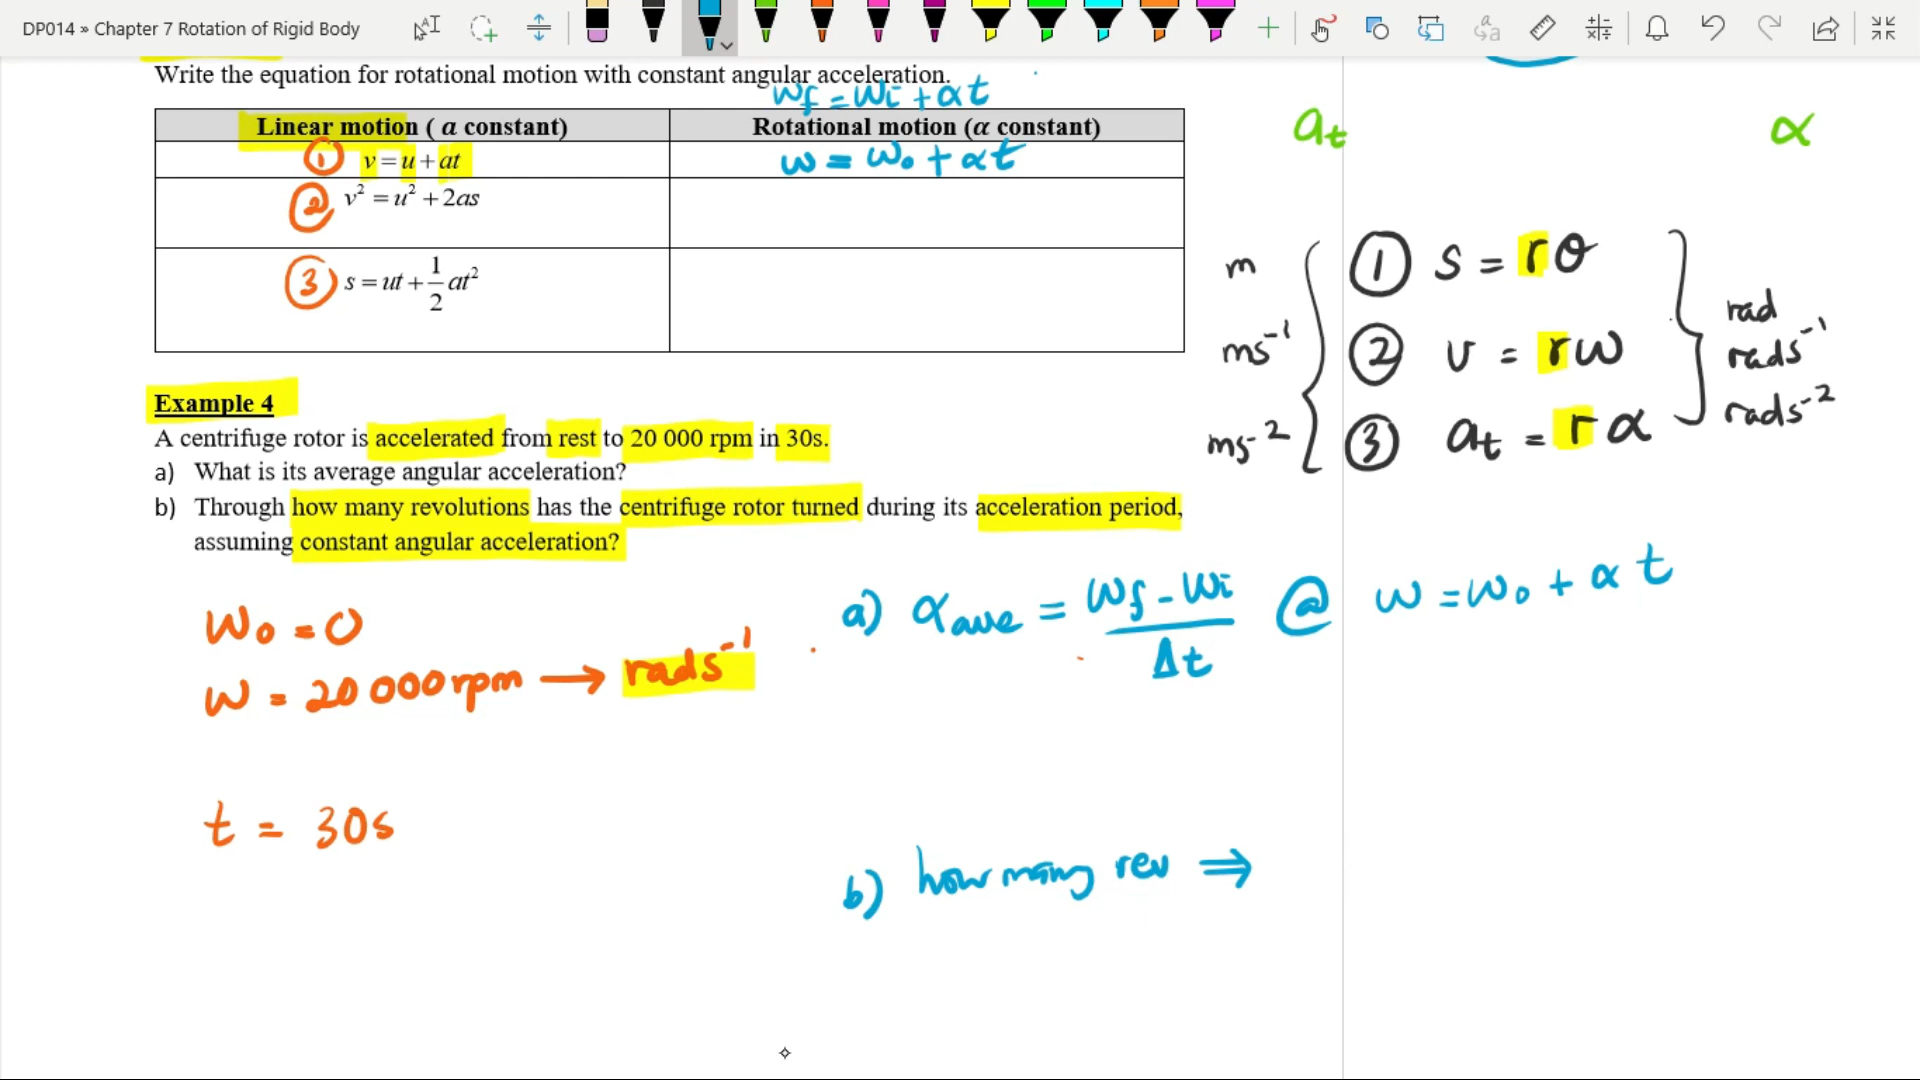 DP014 » Chapter 7 Rotation of Rigid Body
Write the equation for rotational motion with constant angular acceleration.
ωf = ωi + αt
Linear motion ( a constant)
Rotational motion (α constant)
① v = u + at
ω = ω₀ + αt
② v² = u² + 2as
③ s = ut + 1/2 at²
Example 4
A centrifuge rotor is accelerated from rest to 20 000 rpm in 30s.
a) What is its average angular acceleration?
b) Through how many revolutions has the centrifuge rotor turned during its acceleration period,
assuming constant angular acceleration?
ω₀ = 0
ω = 20 000 rpm → rads⁻¹
t = 30s
a) αave = ωf - ωi / Δt @ ω = ω₀ + αt
b) how many rev ⇒
at α
m ① s = rθ rad
ms⁻¹ ② v = rω rads⁻¹
ms⁻² ③ at = rα rads⁻²